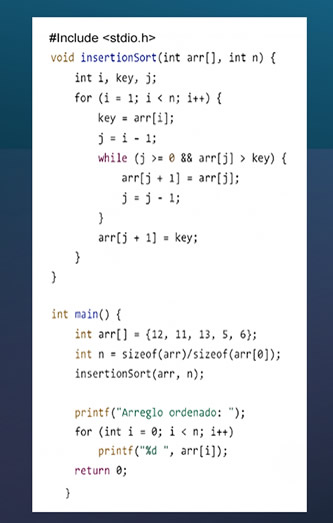 #Include <stdio.h>
void insertionSort(int arr[], int n) {
    int i, key, j;
    for (i = 1; i < n; i++) {
        key = arr[i];
        j = i - 1;
        while (j >= 0 && arr[j] > key) {
            arr[j + 1] = arr[j];
            j = j - 1;
        }
        arr[j + 1] = key;
    }
}
int main() {
    int arr[] = {12, 11, 13, 5, 6};
    int n = sizeof(arr)/sizeof(arr[0]);
    insertionSort(arr, n);
    printf("Arreglo ordenado: ");
    for (int i = 0; i < n; i++)
        printf("%d ", arr[i]);
    return 0;
}